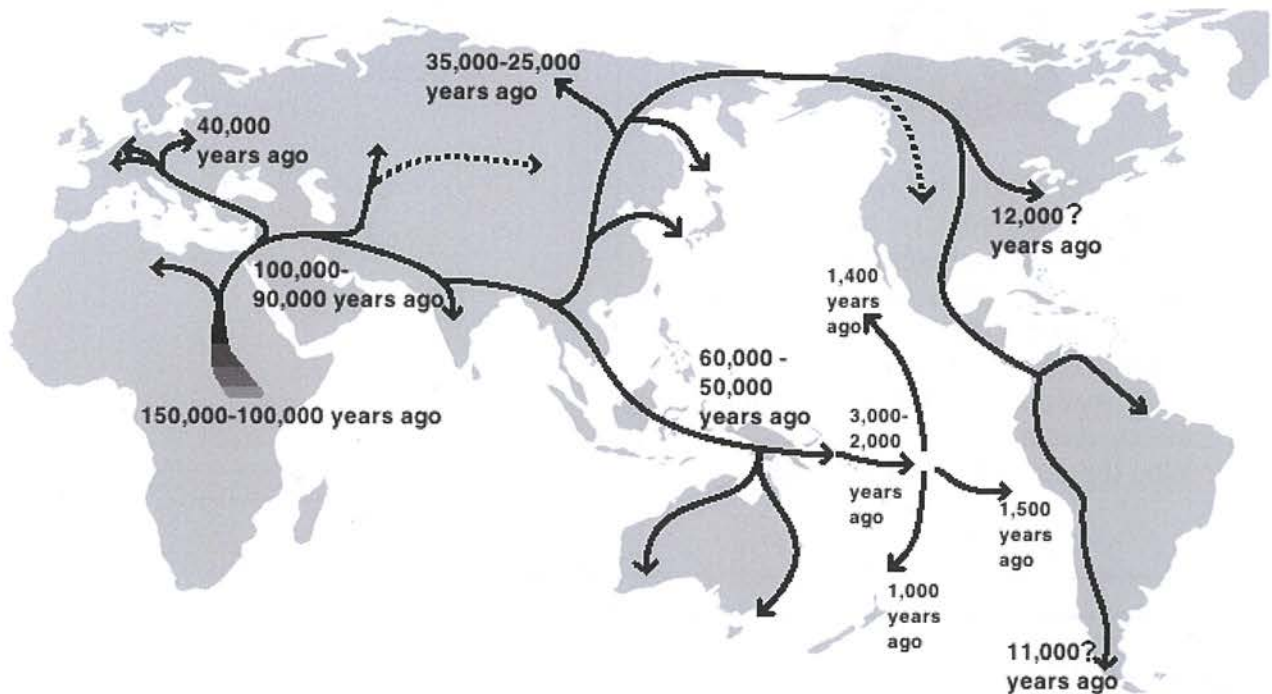 35,000-25,000
years ago
40,000
years ago
100,000-
90,000 years ago
150,000-100,000 years ago
12,000?
years ago
1,400
years
ago
60,000 -
50,000
years ago
3,000-
2,000
years
ago
1,500
years
ago
1,000
years
ago
11,000?
years ago